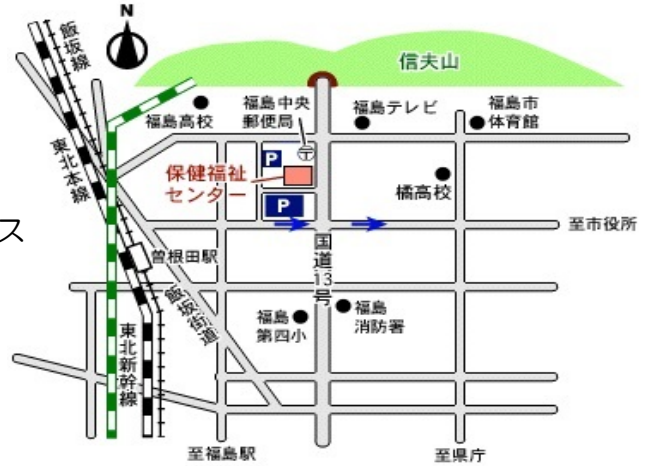 N
飯坂線
信夫山
福島中央
郵便局
福島テレビ
福島市
体育館
福島高校
〒
東北本線
P
保健福祉
センター
橘高校
P
ス
至市役所
国道13号
曽根田駅
飯坂街道
福島
第四小
福島
消防署
東北新幹線
至福島駅
至県庁